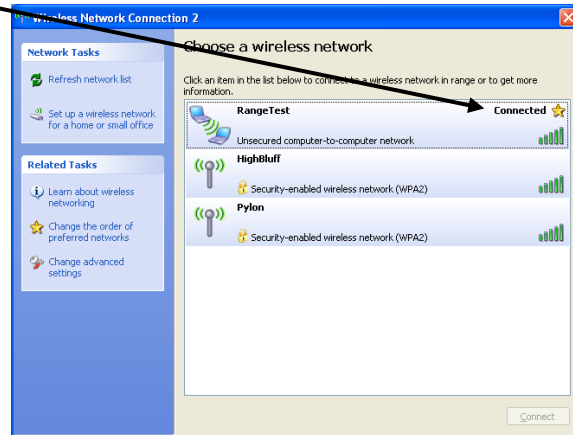 Wireless Network Connection 2
Network Tasks
Refresh network list
Set up a wireless network
for a home or small office
Related Tasks
Learn about wireless
networking
Change the order of
preferred networks
Change advanced
settings
Choose a wireless network
Click an item in the list below to connect to a wireless network in range or to get more
information.
RangeTest
Connected
Unsecured computer-to-computer network
HighBluff
Security-enabled wireless network (WPA2)
Pylon
Security-enabled wireless network (WPA2)
Connect